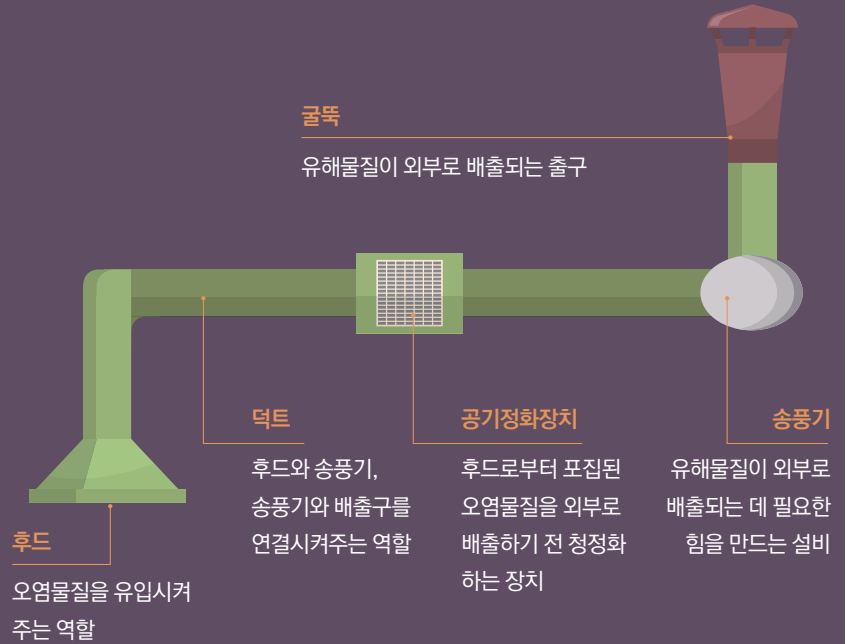 굴뚝
유해물질이 외부로 배출되는 출구
덕트
후드와 송풍기,
송풍기와 배출구를
연결시켜주는 역할
공기정화장치
후드로부터 포집된
오염물질을 외부로
배출하기 전 청정화
하는 장치
송풍기
유해물질이 외부로
배출되는 데 필요한
힘을 만드는 설비
후드
오염물질을 유입시켜
주는 역할